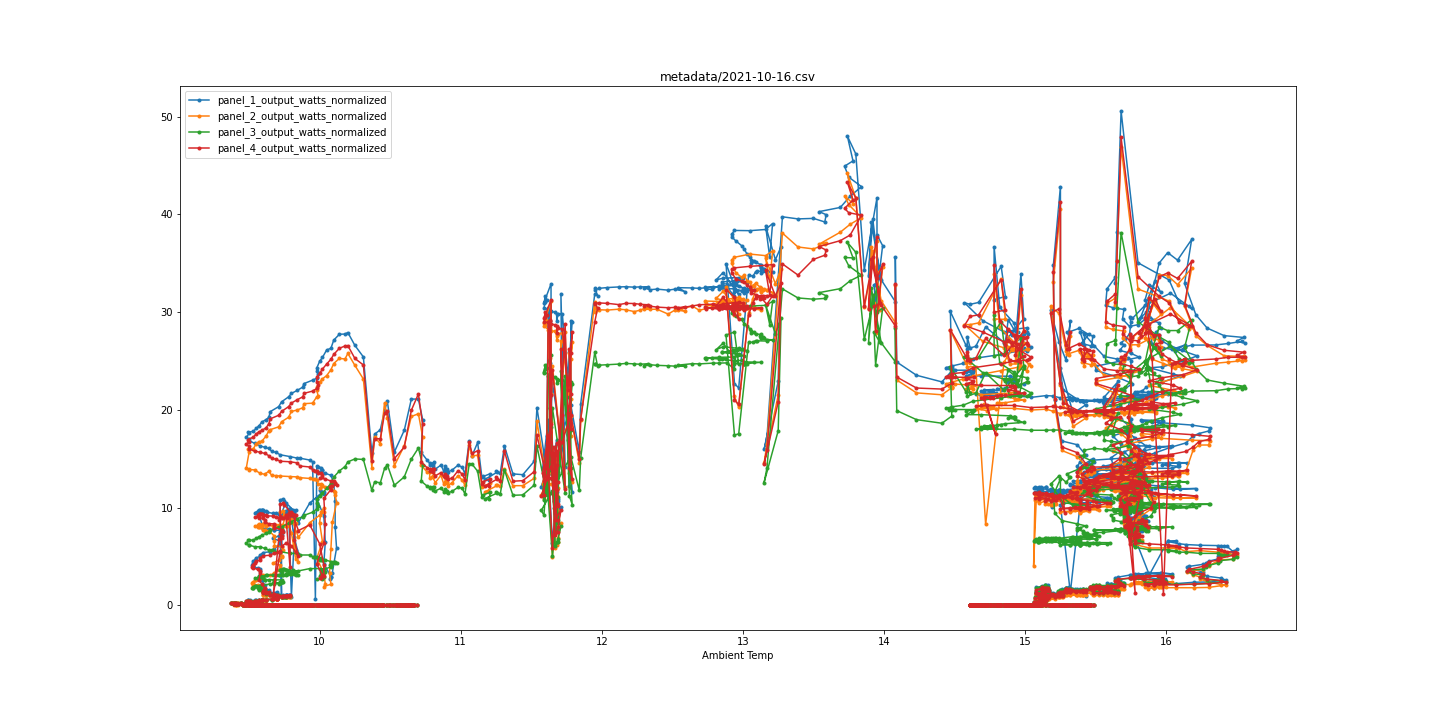 metadata/2021-10-16.csv
panel_1_output_watts_normalized
panel_2_output_watts_normalized
panel_3_output_watts_normalized
panel_4_output_watts_normalized
50
40
30
20
10
0
10 11 12 13 14 15 16
Ambient Temp